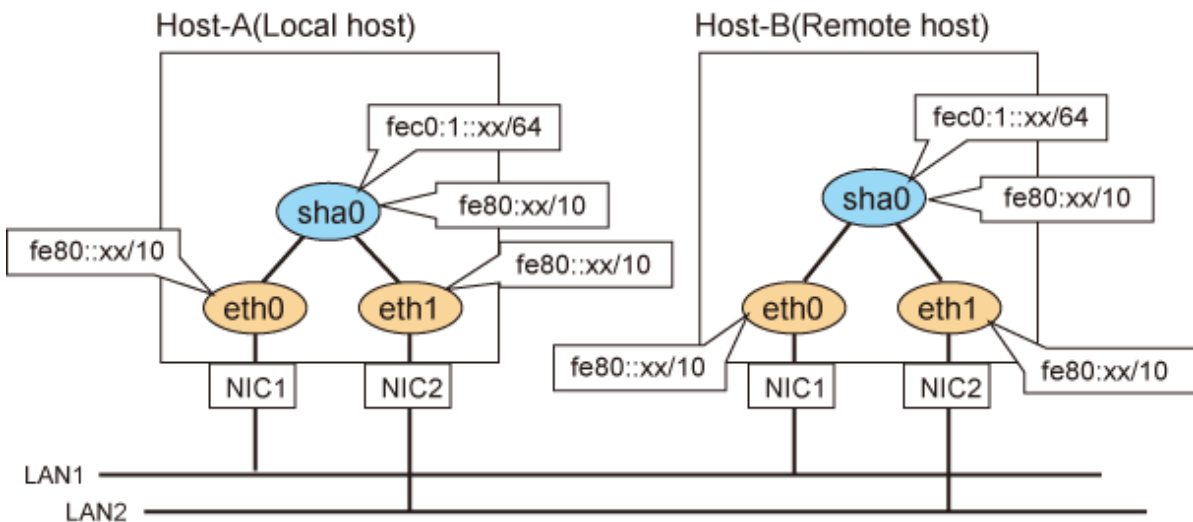 Host-A(Local host)
Host-B(Remote host)
fec0:1::xx/64
fec0:1::xx/64
sha0
fe80:xx/10
sha0
fe80:xx/10
fe80::xx/10
fe80::xx/10
eth0
eth1
eth0
eth1
fe80::xx/10
fe80:xx/10
NIC1
NIC2
NIC1
NIC2
LAN1
LAN2